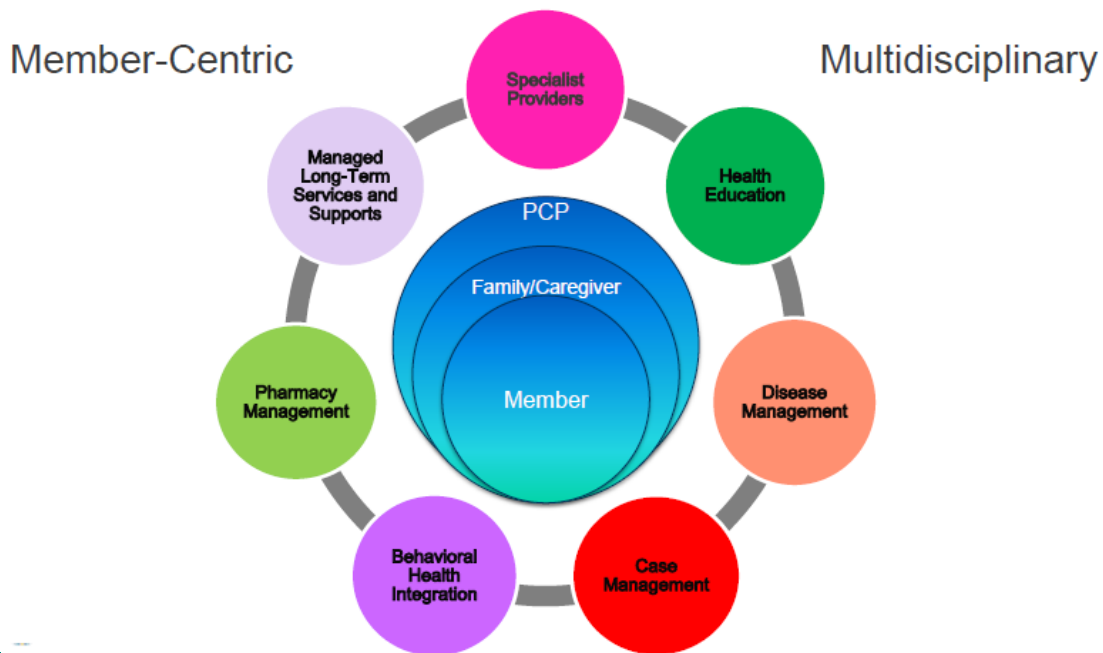 Member-Centric
Multidisciplinary
Specialist
Providers
Managed
Long-Term
Services and
Supports
Health
Education
PCP
Family/Caregiver
Member
Pharmacy
Management
Disease
Management
Behavioral
Health
Integration
Case
Management